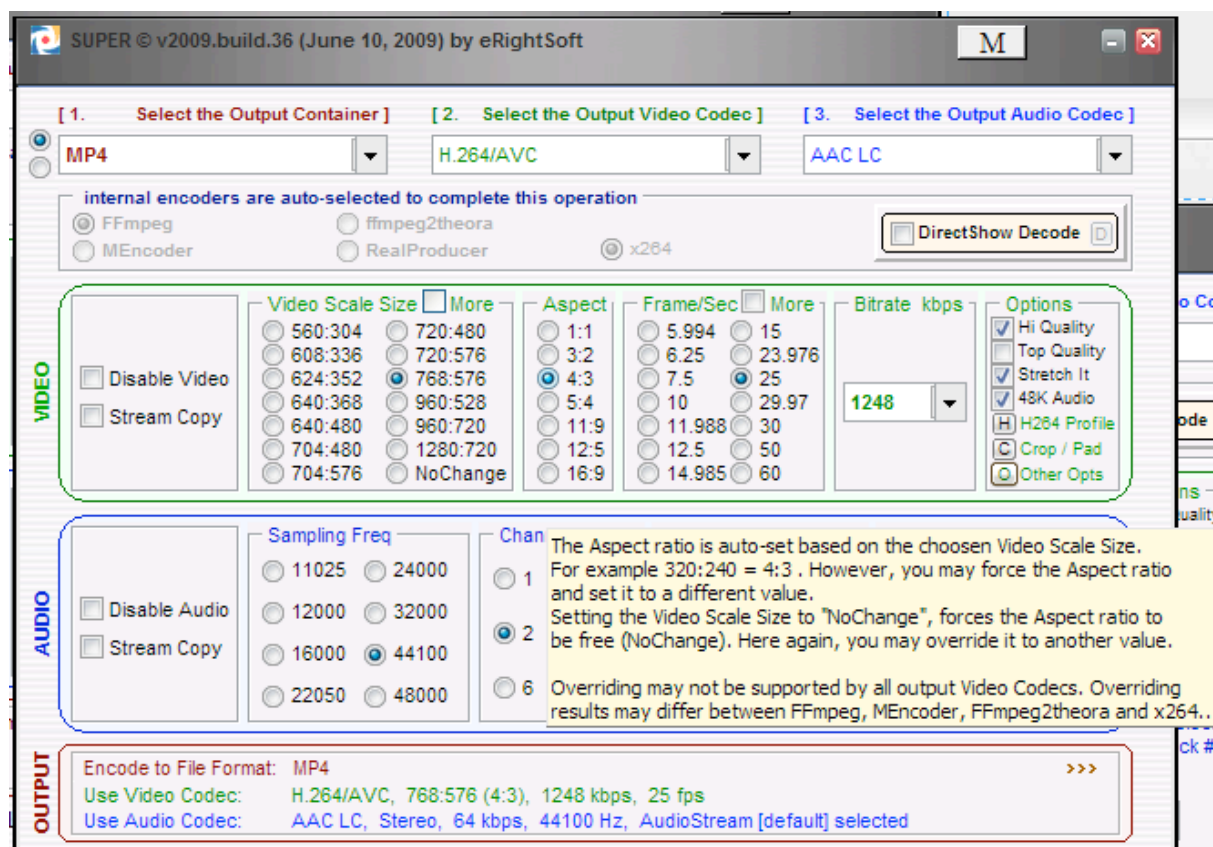 SUPER © v2009.build.36 (June 10, 2009) by eRightSoft M
[ 1. Select the Output Container ] [ 2. Select the Output Video Codec ] [ 3. Select the Output Audio Codec ]
MP4 H.264/AVC AAC LC
internal encoders are auto-selected to complete this operation
FFmpeg ffmpeg2theora
MEncoder RealProducer x264
DirectShow Decode D
VIDEO
Disable Video
Stream Copy
Video Scale Size More
560:304 720:480
608:336 720:576
624:352 768:576
640:368 960:528
640:480 960:720
704:480 1280:720
704:576 NoChange
Aspect
1:1
3:2
4:3
5:4
11:9
12:5
16:9
Frame/Sec More
5.994 15
6.25 23.976
7.5 25
10 29.97
11.988 30
12.5 50
14.985 60
Bitrate kbps
1248
Options
Hi Quality
Top Quality
Stretch It
48K Audio
H H264 Profile
C Crop / Pad
O Other Opts
AUDIO
Disable Audio
Stream Copy
Sampling Freq
11025 24000
12000 32000
16000 44100
22050 48000
Chan
1
2
6
The Aspect ratio is auto-set based on the choosen Video Scale Size.
For example 320:240 = 4:3 . However, you may force the Aspect ratio
and set it to a different value.
Setting the Video Scale Size to "NoChange", forces the Aspect ratio to
be free (NoChange). Here again, you may override it to another value.
Overriding may not be supported by all output Video Codecs. Overriding
results may differ between FFmpeg, MEncoder, FFmpeg2theora and x264..
OUTPUT
Encode to File Format: MP4 >>>
Use Video Codec: H.264/AVC, 768:576 (4:3), 1248 kbps, 25 fps
Use Audio Codec: AAC LC, Stereo, 64 kbps, 44100 Hz, AudioStream [default] selected
ode
ck #